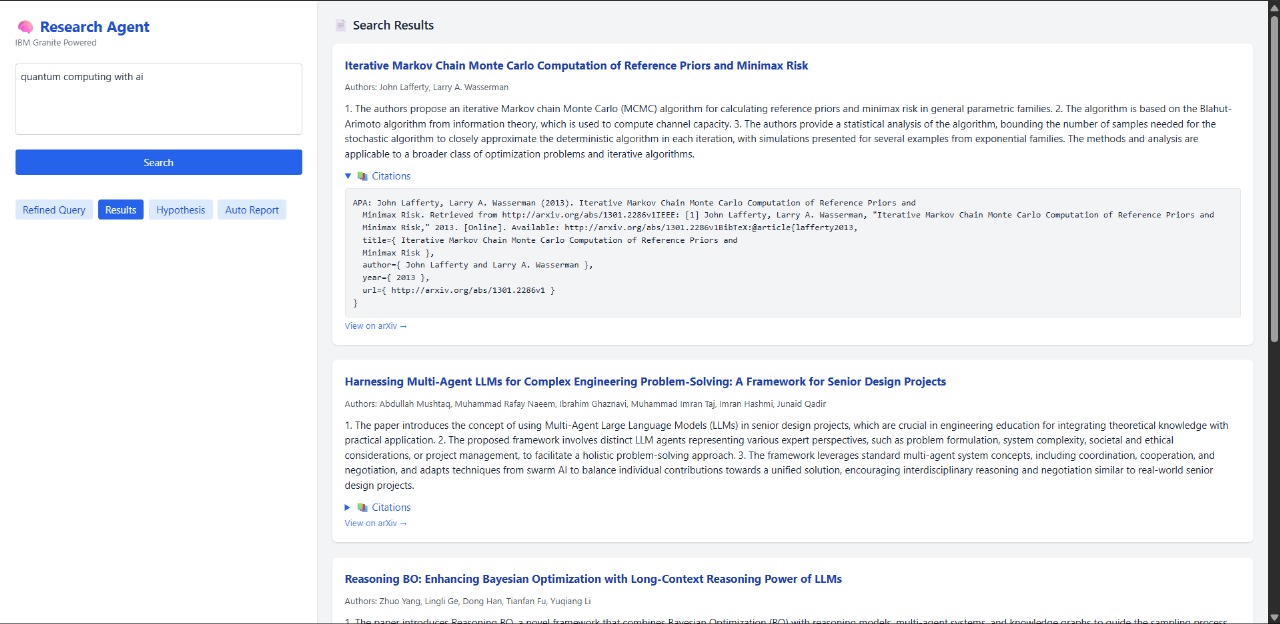 Research Agent
IBM Granite Powered
quantum computing with ai
Search
Refined Query
Results
Hypothesis
Auto Report
Search Results
Iterative Markov Chain Monte Carlo Computation of Reference Priors and Minimax Risk
Authors: John Lafferty, Larry A. Wasserman
1. The authors propose an iterative Markov chain Monte Carlo (MCMC) algorithm for calculating reference priors and minimax risk in general parametric families. 2. The algorithm is based on the Blahut-
Arimoto algorithm from information theory, which is used to compute channel capacity. 3. The authors provide a statistical analysis of the algorithm, bounding the number of samples needed for the
stochastic algorithm to closely approximate the deterministic algorithm in each iteration, with simulations presented for several examples from exponential families. The methods and analysis are
applicable to a broader class of optimization problems and iterative algorithms.
Citations
APA: John Lafferty, Larry A. Wasserman (2013). Iterative Markov Chain Monte Carlo Computation of Reference Priors and
Minimax Risk. Retrieved from http://arxiv.org/abs/1301.2286v1IEEE: [1] John Lafferty, Larry A. Wasserman, "Iterative Markov Chain Monte Carlo Computation of Reference Priors and
Minimax Risk," 2013. [Online]. Available: http://arxiv.org/abs/1301.2286v1BibTeX:@article{lafferty2013,
title={ Iterative Markov Chain Monte Carlo Computation of Reference Priors and
Minimax Risk },
author={ John Lafferty and Larry A. Wasserman },
year={ 2013 },
url={ http://arxiv.org/abs/1301.2286v1 }
}
View on arXiv →
Harnessing Multi-Agent LLMs for Complex Engineering Problem-Solving: A Framework for Senior Design Projects
Authors: Abdullah Mushtaq, Muhammad Rafay Naeem, Ibrahim Ghaznavi, Muhammad Imran Taj, Imran Hashmi, Junaid Qadir
1. The paper introduces the concept of using Multi-Agent Large Language Models (LLMs) in senior design projects, which are crucial in engineering education for integrating theoretical knowledge with
practical application. 2. The proposed framework involves distinct LLM agents representing various expert perspectives, such as problem formulation, system complexity, societal and ethical
considerations, or project management, to facilitate a holistic problem-solving approach. 3. The framework leverages standard multi-agent system concepts, including coordination, cooperation, and
negotiation, and adapts techniques from swarm AI to balance individual contributions towards a unified solution, encouraging interdisciplinary reasoning and negotiation similar to real-world senior
design projects.
Citations
View on arXiv →
Reasoning BO: Enhancing Bayesian Optimization with Long-Context Reasoning Power of LLMs
Authors: Zhuo Yang, Lingli Ge, Dong Han, Tianfan Fu, Yuqiang Li
1. The paper introduces Reasoning BO, a novel framework that combines Bayesian Optimization (BO) with reasoning models, multi-agent systems, and knowledge graphs to guide the sampling process